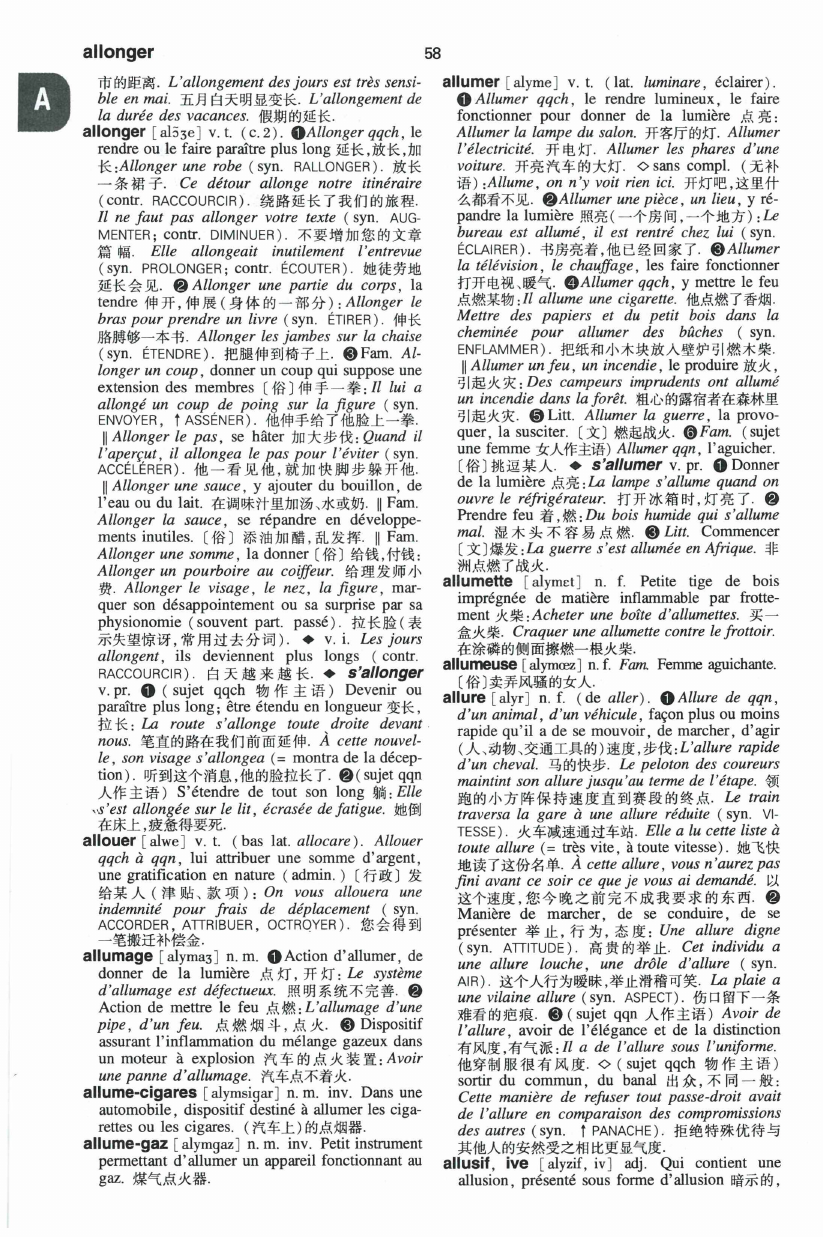 allonger
58
A
市的距离. L'allongement des jours est très sensi-
ble en mai. 五月白天明显变长. L'allongement de
la durée des vacances. 假期的延长.
allonger [alɔ̃ʒe] v. t. (c. 2). ❶Allonger qqch, le
rendre ou le faire paraître plus long 延长,放长,加
长:Allonger une robe (syn. RALLONGER). 放长
一条裙子. Ce détour allonge notre itinéraire
(contr. RACCOURCIR). 绕路延长了我们的旅程.
Il ne faut pas allonger votre texte (syn. AUG-
MENTER; contr. DIMINUER). 不要增加您的文章
篇幅. Elle allongeait inutilement l'entrevue
(syn. PROLONGER; contr. ÉCOUTER). 她徒劳地
延长会见. ❷Allonger une partie du corps, la
tendre 伸开,伸展(身体的一部分):Allonger le
bras pour prendre un livre (syn. ÉTIRER). 伸长
胳膊够一本书. Allonger les jambes sur la chaise
(syn. ÉTENDRE). 把腿伸到椅子上. ❸Fam. Al-
longer un coup, donner un coup qui suppose une
extension des membres〔俗〕伸手一拳:Il lui a
allongé un coup de poing sur la figure (syn.
ENVOYER, ↑ASSÉNER). 他伸手给了他脸上一拳.
‖Allonger le pas, se hâter 加大步伐:Quand il
l'aperçut, il allongea le pas pour l'éviter (syn.
ACCÉLÉRER). 他一看见他,就加快脚步躲开他.
‖Allonger une sauce, y ajouter du bouillon, de
l'eau ou du lait. 在调味汁里加汤、水或奶. ‖Fam.
Allonger la sauce, se répandre en développe-
ments inutiles.〔俗〕添油加醋,乱发挥. ‖Fam.
Allonger une somme, la donner〔俗〕给钱,付钱:
Allonger un pourboire au coiffeur. 给理发师小
费. Allonger le visage, le nez, la figure, mar-
quer son désappointement ou sa surprise par sa
physionomie (souvent part. passé). 拉长脸(表
示失望惊讶,常用过去分词). ◆ v. i. Les jours
allongent, ils deviennent plus longs (contr.
RACCOURCIR). 白天越来越长. ◆ s'allonger
v. pr. ❶(sujet qqch 物作主语) Devenir ou
paraître plus long; être étendu en longueur 变长,
拉长: La route s'allonge toute droite devant
nous. 笔直的路在我们前面延伸. À cette nouvel-
le, son visage s'allongea (= montra de la décep-
tion). 听到这个消息,他的脸拉长了. ❷(sujet qqn
人作主语) S'étendre de tout son long 躺:Elle
s'est allongée sur le lit, écrasée de fatigue. 她倒
在床上,疲惫得要死.
allouer [alwe] v. t. (bas lat. allocare). Allouer
qqch à qqn, lui attribuer une somme d'argent,
une gratification en nature (admin.)〔行政〕发
给某人(津贴、款项): On vous allouera une
indemnité pour frais de déplacement (syn.
ACCORDER, ATTRIBUER, OCTROYER). 您会得到
一笔搬迁补偿金.
allumage [alymaʒ] n. m. ❶Action d'allumer, de
donner de la lumière 点灯,开灯: Le système
d'allumage est défectueux. 照明系统不完善. ❷
Action de mettre le feu 点燃:L'allumage d'une
pipe, d'un feu. 点燃烟斗,点火. ❸Dispositif
assurant l'inflammation du mélange gazeux dans
un moteur à explosion 汽车的点火装置:Avoir
une panne d'allumage. 汽车点不着火.
allume-cigares [alymsigar] n. m. inv. Dans une
automobile, dispositif destiné à allumer les ciga-
rettes ou les cigares. (汽车上)的点烟器.
allume-gaz [alymgaz] n. m. inv. Petit instrument
permettant d'allumer un appareil fonctionnant au
gaz. 煤气点火器.
allumer [alyme] v. t. (lat. luminare, éclairer).
❶Allumer qqch, le rendre lumineux, le faire
fonctionner pour donner de la lumière 点亮:
Allumer la lampe du salon. 开客厅的灯. Allumer
l'électricité. 开电灯. Allumer les phares d'une
voiture. 开亮汽车的大灯. ◇sans compl. (无补
语):Allume, on n'y voit rien ici. 开灯吧,这里什
么都看不见. ❷Allumer une pièce, un lieu, y ré-
pandre la lumière 照亮(一个房间,一个地方):Le
bureau est allumé, il est rentré chez lui (syn.
ÉCLAIRER). 书房亮着,他已经回家了. ❸Allumer
la télévision, le chauffage, les faire fonctionner
打开电视、暖气. ❹Allumer qqch, y mettre le feu
点燃某物:Il allume une cigarette. 他点燃了香烟.
Mettre des papiers et du petit bois dans la
cheminée pour allumer des bûches (syn.
ENFLAMMER). 把纸和小木块放人壁炉引燃木柴.
‖Allumer un feu, un incendie, le produire 放火,
引起火灾:Des campeurs imprudents ont allumé
un incendie dans la forêt. 粗心的露宿者在森林里
引起火灾. ❺Litt. Allumer la guerre, la provo-
quer, la susciter.〔文〕燃起战火. ❻Fam. (sujet
une femme 女人作主语) Allumer qqn, l'aguicher.
〔俗〕挑逗某人. ◆ s'allumer v. pr. ❶Donner
de la lumière 点亮:La lampe s'allume quand on
ouvre le réfrigérateur. 打开冰箱时,灯亮了. ❷
Prendre feu 着,燃:Du bois humide qui s'allume
mal. 湿木头不容易点燃. ❸Litt. Commencer
〔文〕爆发:La guerre s'est allumée en Afrique. 非
洲点燃了战火.
allumette [alymɛt] n. f. Petite tige de bois
imprégnée de matière inflammable par frotte-
ment 火柴:Acheter une boîte d'allumettes. 买一
盒火柴. Craquer une allumette contre le frottoir.
在涂磷的侧面擦燃一根火柴.
allumeuse [alymœz] n. f. Fam. Femme aguichante.
〔俗〕卖弄风骚的女人.
allure [alyr] n. f. (de aller). ❶Allure de qqn,
d'un animal, d'un véhicule, façon plus ou moins
rapide qu'il a de se mouvoir, de marcher, d'agir
(人、动物、交通工具的)速度,步伐:L'allure rapide
d'un cheval. 马的快步. Le peloton des coureurs
maintint son allure jusqu'au terme de l'étape. 领
跑的小方阵保持速度直到赛段的终点. Le train
traversa la gare à une allure réduite (syn. VI-
TESSE). 火车减速通过车站. Elle a lu cette liste à
toute allure (= très vite, à toute vitesse). 她飞快
地读了这份名单. À cette allure, vous n'aurez pas
fini avant ce soir ce que je vous ai demandé. 以
这个速度,您今晚之前完不成我要求的东西. ❷
Manière de marcher, de se conduire, de se
présenter 举止,行为,态度: Une allure digne
(syn. ATTITUDE). 高贵的举止. Cet individu a
une allure louche, une drôle d'allure (syn.
AIR). 这个人行为暧昧,举止滑稽可笑. La plaie a
une vilaine allure (syn. ASPECT). 伤口留下一条
难看的疤痕. ❸(sujet qqn 人作主语) Avoir de
l'allure, avoir de l'élégance et de la distinction
有风度,有气派:Il a de l'allure sous l'uniforme.
他穿制服很有风度. ◇(sujet qqch 物作主语)
sortir du commun, du banal 出众,不同一般:
Cette manière de refuser tout passe-droit avait
de l'allure en comparaison des compromissions
des autres (syn. ↑PANACHE). 拒绝特殊优待与
其他人的安然受之相比更显气度.
allusif, ive [alyzif, iv] adj. Qui contient une
allusion, présenté sous forme d'allusion 暗示的,